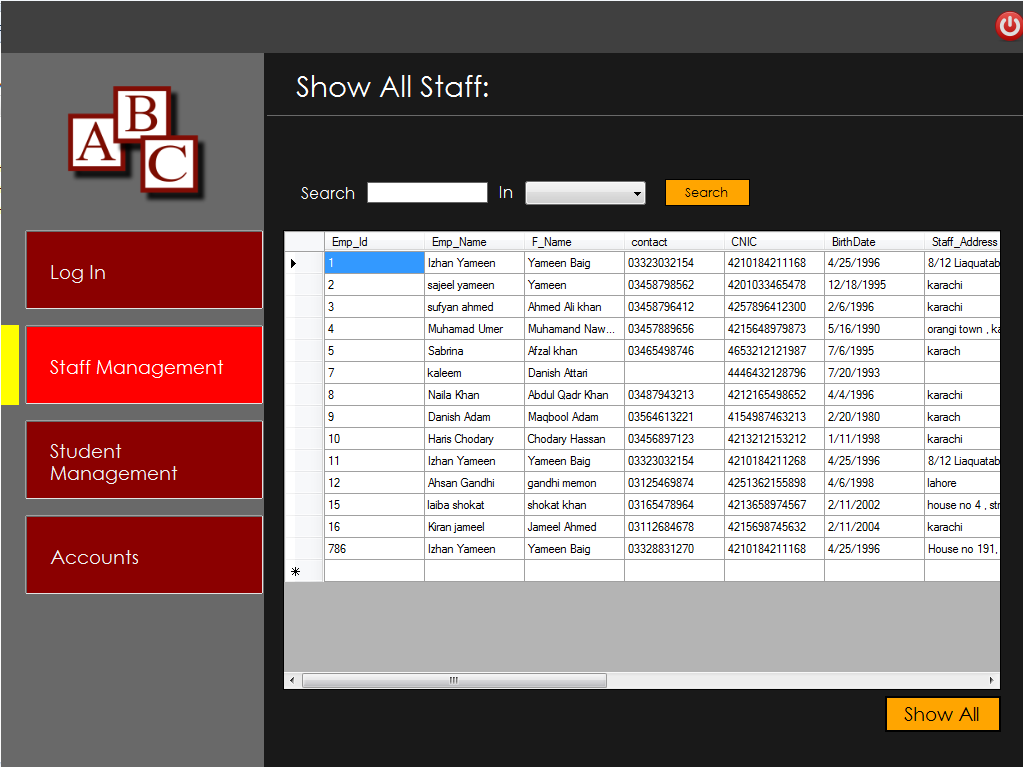 A B C
Show All Staff:
Search In Search
Log In
Staff Management
Student
Management
Accounts
Emp_Id Emp_Name F_Name contact CNIC BirthDate Staff_Address
1 Izhan Yameen Yameen Baig 03323032154 4210184211168 4/25/1996 8/12 Liaquatab
2 sajeel yameen Yameen 03458798562 4201033465478 12/18/1995 karachi
3 sufyan ahmed Ahmed Ali khan 03458796412 4257896412300 2/6/1996 karachi
4 Muhamad Umer Muhamand Naw... 03457889656 4215648979873 5/16/1990 orangi town , ka
5 Sabrina Afzal khan 03465498746 4653212121987 7/6/1995 karach
7 kaleem Danish Attari 4446432128796 7/20/1993
8 Naila Khan Abdul Qadr Khan 03487943213 4212165498652 4/4/1996 karachi
9 Danish Adam Maqbool Adam 03564613221 4154987463213 2/20/1980 karach
10 Haris Chodary Chodary Hassan 03456897123 4213212153212 1/11/1998 karachi
11 Izhan Yameen Yameen Baig 03323032154 4210184211268 4/25/1996 8/12 Liaquatab
12 Ahsan Gandhi gandhi memon 03125469874 4251362155898 4/6/1998 lahore
15 laiba shokat shokat khan 03165478964 4213658974567 2/11/2002 house no 4 , str
16 Kiran jameel Jameel Ahmed 03112684678 4215698745632 2/11/2004 karachi
786 Izhan Yameen Yameen Baig 03328831270 4210184211168 4/25/1996 House no 191,
Show All